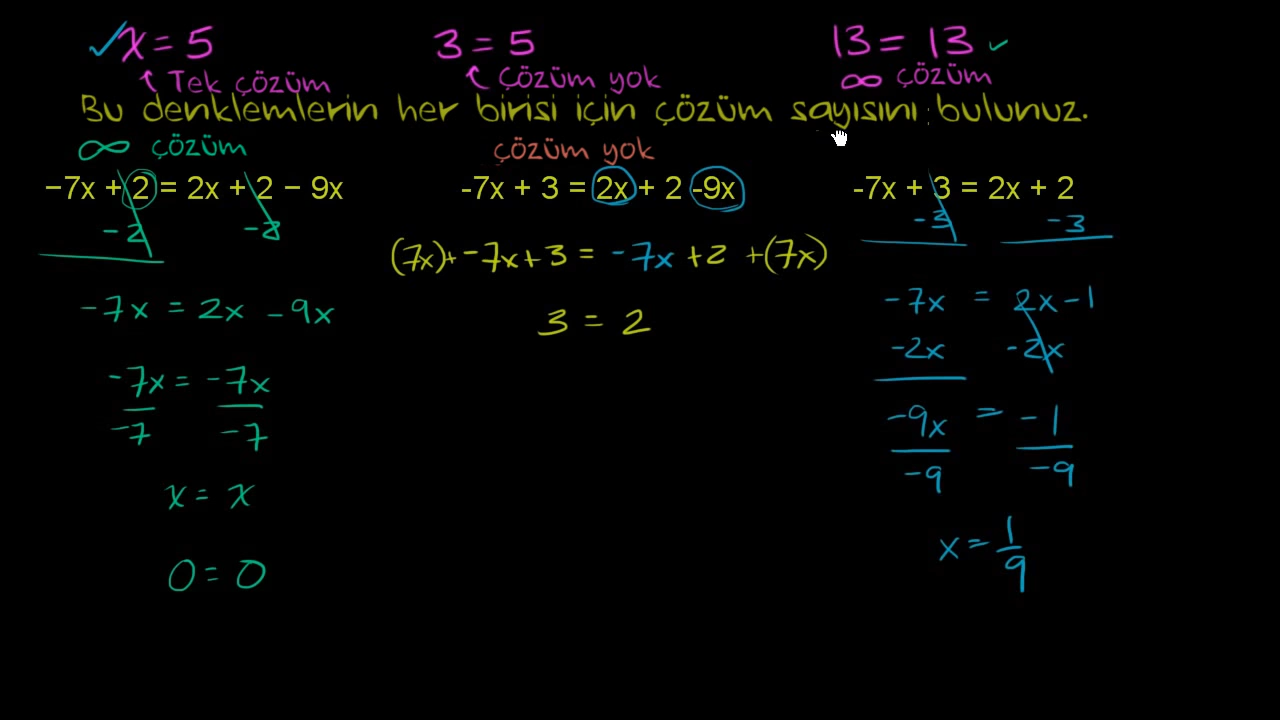 ✓ x = 5
3 = 5
13 = 13 ✓
↖ Tek çözüm
↖ Çözüm yok
∞ çözüm
Bu denklemlerin her birisi için çözüm sayısını bulunuz.
∞ çözüm
−7x + 2 = 2x + 2 − 9x
-2 -2
-7x = 2x - 9x
-7x = -7x
-7 -7
x = x
0 = 0
çözüm yok
-7x + 3 = 2x + 2 -9x
(7x)+ -7x+3 = -7x +2 +(7x)
3 = 2
-7x + 3 = 2x + 2
-3 -3
-7x = 2x-1
-2x -2x
-9x = -1
-9 -9
x = 1/9